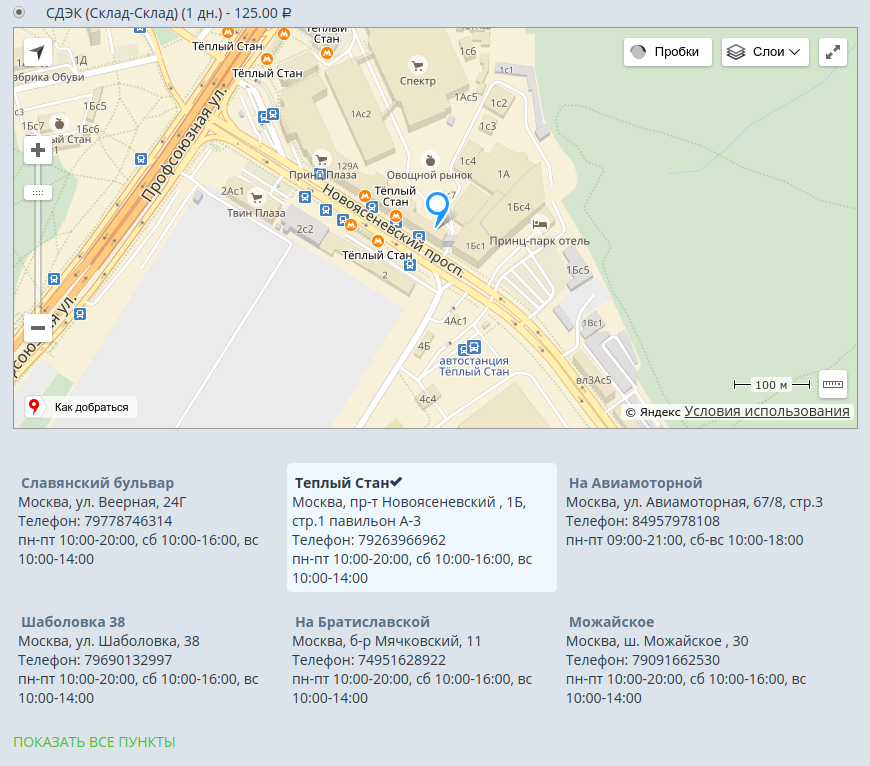 СДЭК (Склад-Склад) (1 дн.) - 125.00 ₽
Тёплый Стан
Тёплый
Стан
Тёплый Стан
Пробки
Слои
абрика Обуви
1Д
1Бс5
1Бс7
1Бс6
Стан
Спектр
1с6
1с1
1Ас5
1с2
1с3
1Ас2
Профсоюзная ул.
129А
Овощной рынок
1с4
1А
2Ас1
Твин Плаза
2с2
Тёплый
Стан
Новоясеневский просп.
1Бс4
1Бс1
Принц-парк отель
Тёплый Стан
2
1Бс5
4Ас1
1Вс1
4Б
автостанция
Тёплый Стан
вл3Ас5
4с4
100 м
Как добраться
© Яндекс Условия использования
Славянский бульвар
Москва, ул. Веерная, 24Г
Телефон: 79778746314
пн-пт 10:00-20:00, сб 10:00-16:00, вс
10:00-14:00
Теплый Стан✔
Москва, пр-т Новоясеневский , 1Б,
стр.1 павильон А-3
Телефон: 79263966962
пн-пт 10:00-20:00, сб 10:00-16:00, вс
10:00-14:00
На Авиамоторной
Москва, ул. Авиамоторная, 67/8, стр.3
Телефон: 84957978108
пн-пт 09:00-21:00, сб-вс 10:00-18:00
Шаболовка 38
Москва, ул. Шаболовка, 38
Телефон: 79690132997
пн-пт 10:00-20:00, сб 10:00-16:00, вс
10:00-14:00
На Братиславской
Москва, б-р Мячковский, 11
Телефон: 74951628922
пн-пт 10:00-20:00, сб 10:00-16:00, вс
10:00-14:00
Можайское
Москва, ш. Можайское , 30
Телефон: 79091662530
пн-пт 10:00-20:00, сб 10:00-16:00, вс
10:00-14:00
ПОКАЗАТЬ ВСЕ ПУНКТЫ